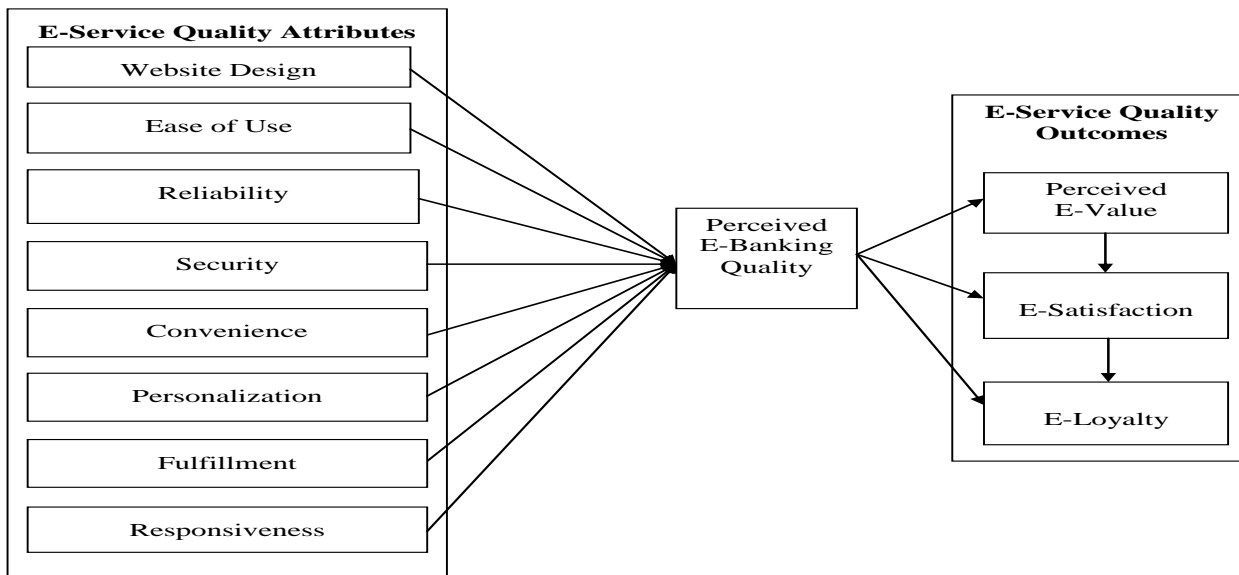 E-Service Quality Attributes
Website Design
Ease of Use
Reliability
Security
Convenience
Personalization
Fulfillment
Responsiveness
Perceived
E-Banking
Quality
E-Service Quality
Outcomes
Perceived
E-Value
E-Satisfaction
E-Loyalty